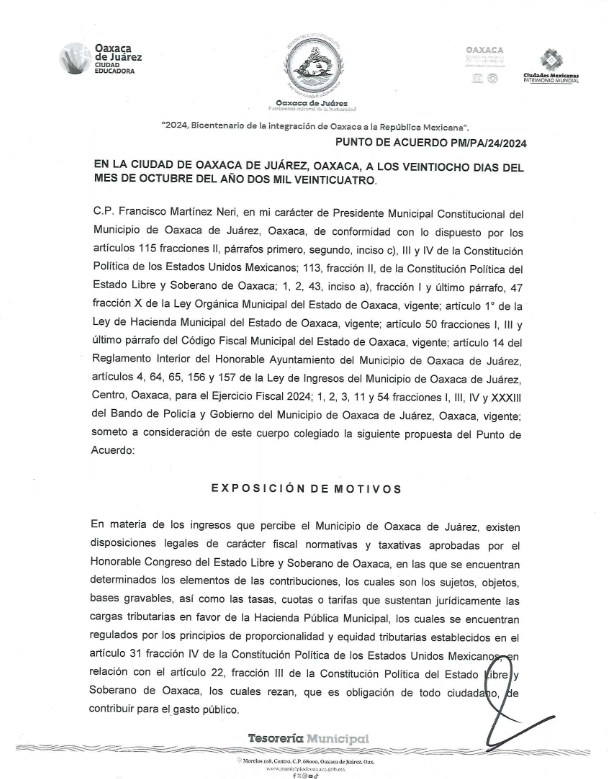 Oaxaca
de Juárez
CIUDAD
EDUCADORA
Oaxaca de Juárez
Patrimonio Cultural de la Humanidad
OAXACA
Ciudades Mexicanas
PATRIMONIO MUNDIAL
"2024, Bicentenario de la integración de Oaxaca a la República Mexicana".
PUNTO DE ACUERDO PM/PA/24/2024
EN LA CIUDAD DE OAXACA DE JUÁREZ, OAXACA, A LOS VEINTIOCHO DIAS DEL
MES DE OCTUBRE DEL AÑO DOS MIL VEINTICUATRO.
C.P. Francisco Martínez Neri, en mi carácter de Presidente Municipal Constitucional del
Municipio de Oaxaca de Juárez, Oaxaca, de conformidad con lo dispuesto por los
artículos 115 fracciones II, párrafos primero, segundo, inciso c), III y IV de la Constitución
Política de los Estados Unidos Mexicanos; 113, fracción II, de la Constitución Política del
Estado Libre y Soberano de Oaxaca; 1, 2, 43, inciso a), fracción I y último párrafo, 47
fracción X de la Ley Orgánica Municipal del Estado de Oaxaca, vigente; artículo 1° de la
Ley de Hacienda Municipal del Estado de Oaxaca, vigente; artículo 50 fracciones I, III y
último párrafo del Código Fiscal Municipal del Estado de Oaxaca, vigente; artículo 14 del
Reglamento Interior del Honorable Ayuntamiento del Municipio de Oaxaca de Juárez,
artículos 4, 64, 65, 156 y 157 de la Ley de Ingresos del Municipio de Oaxaca de Juárez,
Centro, Oaxaca, para el Ejercicio Fiscal 2024; 1, 2, 3, 11 y 54 fracciones I, III, IV y XXXIII
del Bando de Policía y Gobierno del Municipio de Oaxaca de Juárez, Oaxaca, vigente;
someto a consideración de este cuerpo colegiado la siguiente propuesta del Punto de
Acuerdo:
EXPOSICIÓN DE MOTIVOS
En materia de los ingresos que percibe el Municipio de Oaxaca de Juárez, existen
disposiciones legales de carácter fiscal normativas y taxativas aprobadas por el
Honorable Congreso del Estado Libre y Soberano de Oaxaca, en las que se encuentran
determinados los elementos de las contribuciones, los cuales son los sujetos, objetos,
bases gravables, así como las tasas, cuotas o tarifas que sustentan jurídicamente las
cargas tributarias en favor de la Hacienda Pública Municipal, los cuales se encuentran
regulados por los principios de proporcionalidad y equidad tributarias establecidos en el
artículo 31 fracción IV de la Constitución Política de los Estados Unidos Mexicanos, en
relación con el artículo 22, fracción III de la Constitución Política del Estado Libre y
Soberano de Oaxaca, los cuales rezan, que es obligación de todo ciudadano, de
contribuir para el gasto público.
Tesorería Municipal
Morelos 108, Centro, C.P. 68000, Oaxaca de Juárez, Oax.
www.municipiodeoaxaca.gob.mx